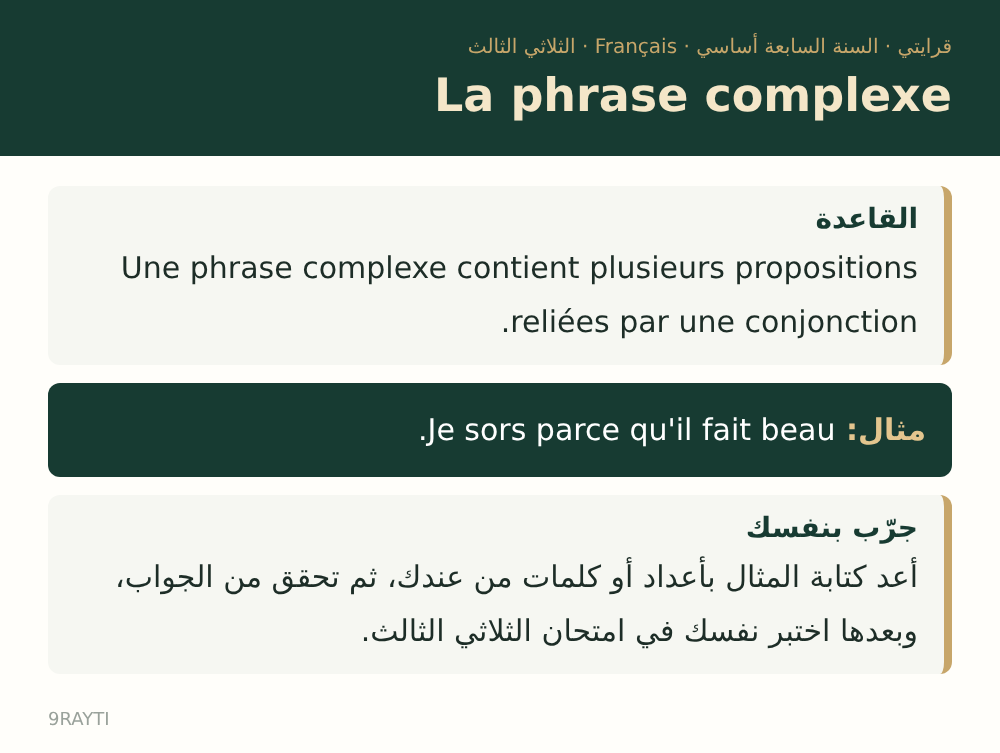 قرايتي · السنة السابعة أساسي · Français · الثلاثي الثالث
La phrase complexe
القاعدة
Une phrase complexe contient plusieurs propositions
reliées par une conjonction.
مثال: Je sors parce qu'il fait beau.
جرّب بنفسك
أعد كتابة المثال بأعداد أو كلمات من عندك، ثم تحقق من الجواب،
وبعدها اختبر نفسك في امتحان الثلاثي الثالث.
9RAYTI